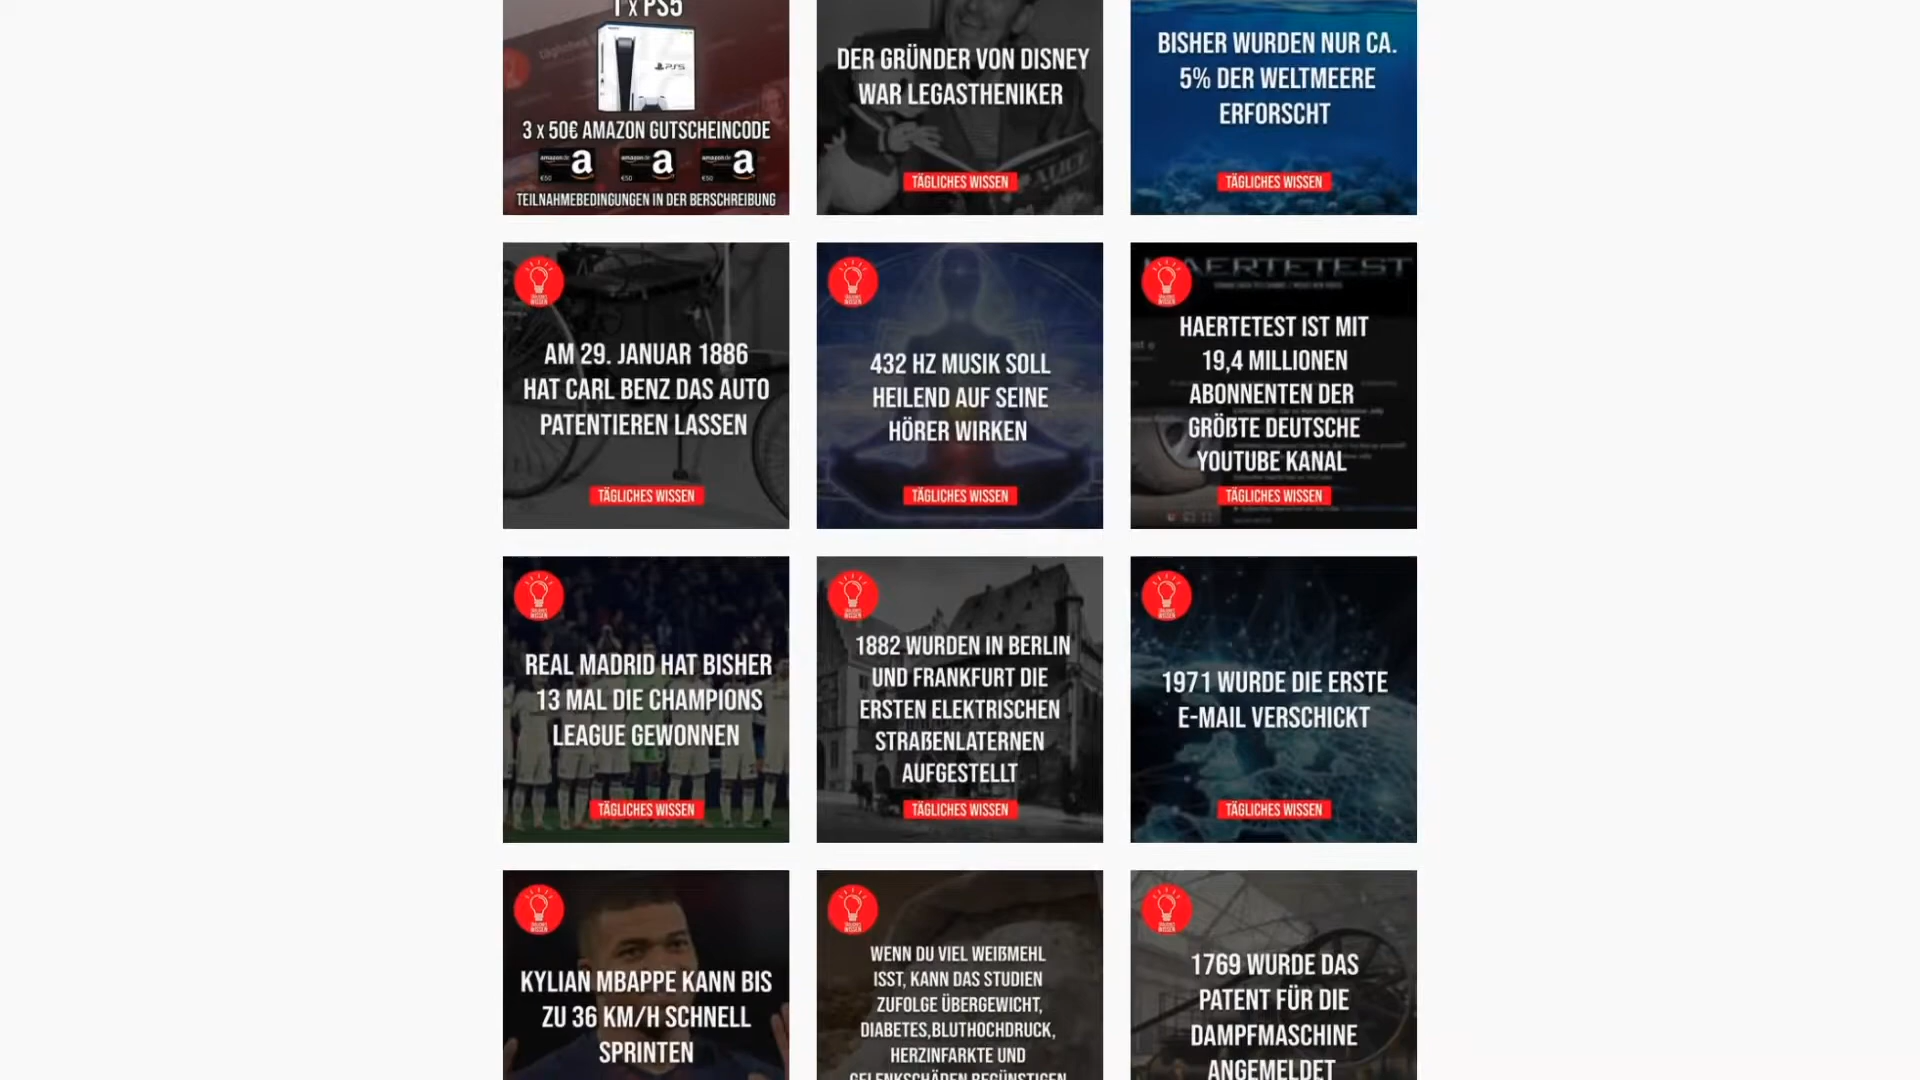 1 x PS5
PS5
3 x 50€ AMAZON GUTSCHEINCODE
€50 €50 €50
TEILNAHMEBEDINGUNGEN IN DER BERSCHREIBUNG
DER GRÜNDER VON DISNEY
WAR LEGASTHENIKER
TÄGLICHES WISSEN
BISHER WURDEN NUR CA.
5% DER WELTMEERE
ERFORSCHT
TÄGLICHES WISSEN
AM 29. JANUAR 1886
HAT CARL BENZ DAS AUTO
PATENTIEREN LASSEN
TÄGLICHES WISSEN
432 HZ MUSIK SOLL
HEILEND AUF SEINE
HÖRER WIRKEN
TÄGLICHES WISSEN
HAERTETEST IST MIT
19,4 MILLIONEN
ABONNENTEN DER
GRÖßTE DEUTSCHE
YOUTUBE KANAL
TÄGLICHES WISSEN
REAL MADRID HAT BISHER
13 MAL DIE CHAMPIONS
LEAGUE GEWONNEN
TÄGLICHES WISSEN
1882 WURDEN IN BERLIN
UND FRANKFURT DIE
ERSTEN ELEKTRISCHEN
STRAßENLATERNEN
AUFGESTELLT
TÄGLICHES WISSEN
1971 WURDE DIE ERSTE
E-MAIL VERSCHICKT
TÄGLICHES WISSEN
KYLIAN MBAPPE KANN BIS
ZU 36 KM/H SCHNELL
SPRINTEN
WENN DU VIEL WEIßMEHL
ISST, KANN DAS STUDIEN
ZUFOLGE ÜBERGEWICHT,
DIABETES,BLUTHOCHDRUCK,
HERZINFARKTE UND
GELENKSCHÄDEN BEGÜNSTIGEN
1769 WURDE DAS
PATENT FÜR DIE
DAMPFMASCHINE
ANGEMELDET